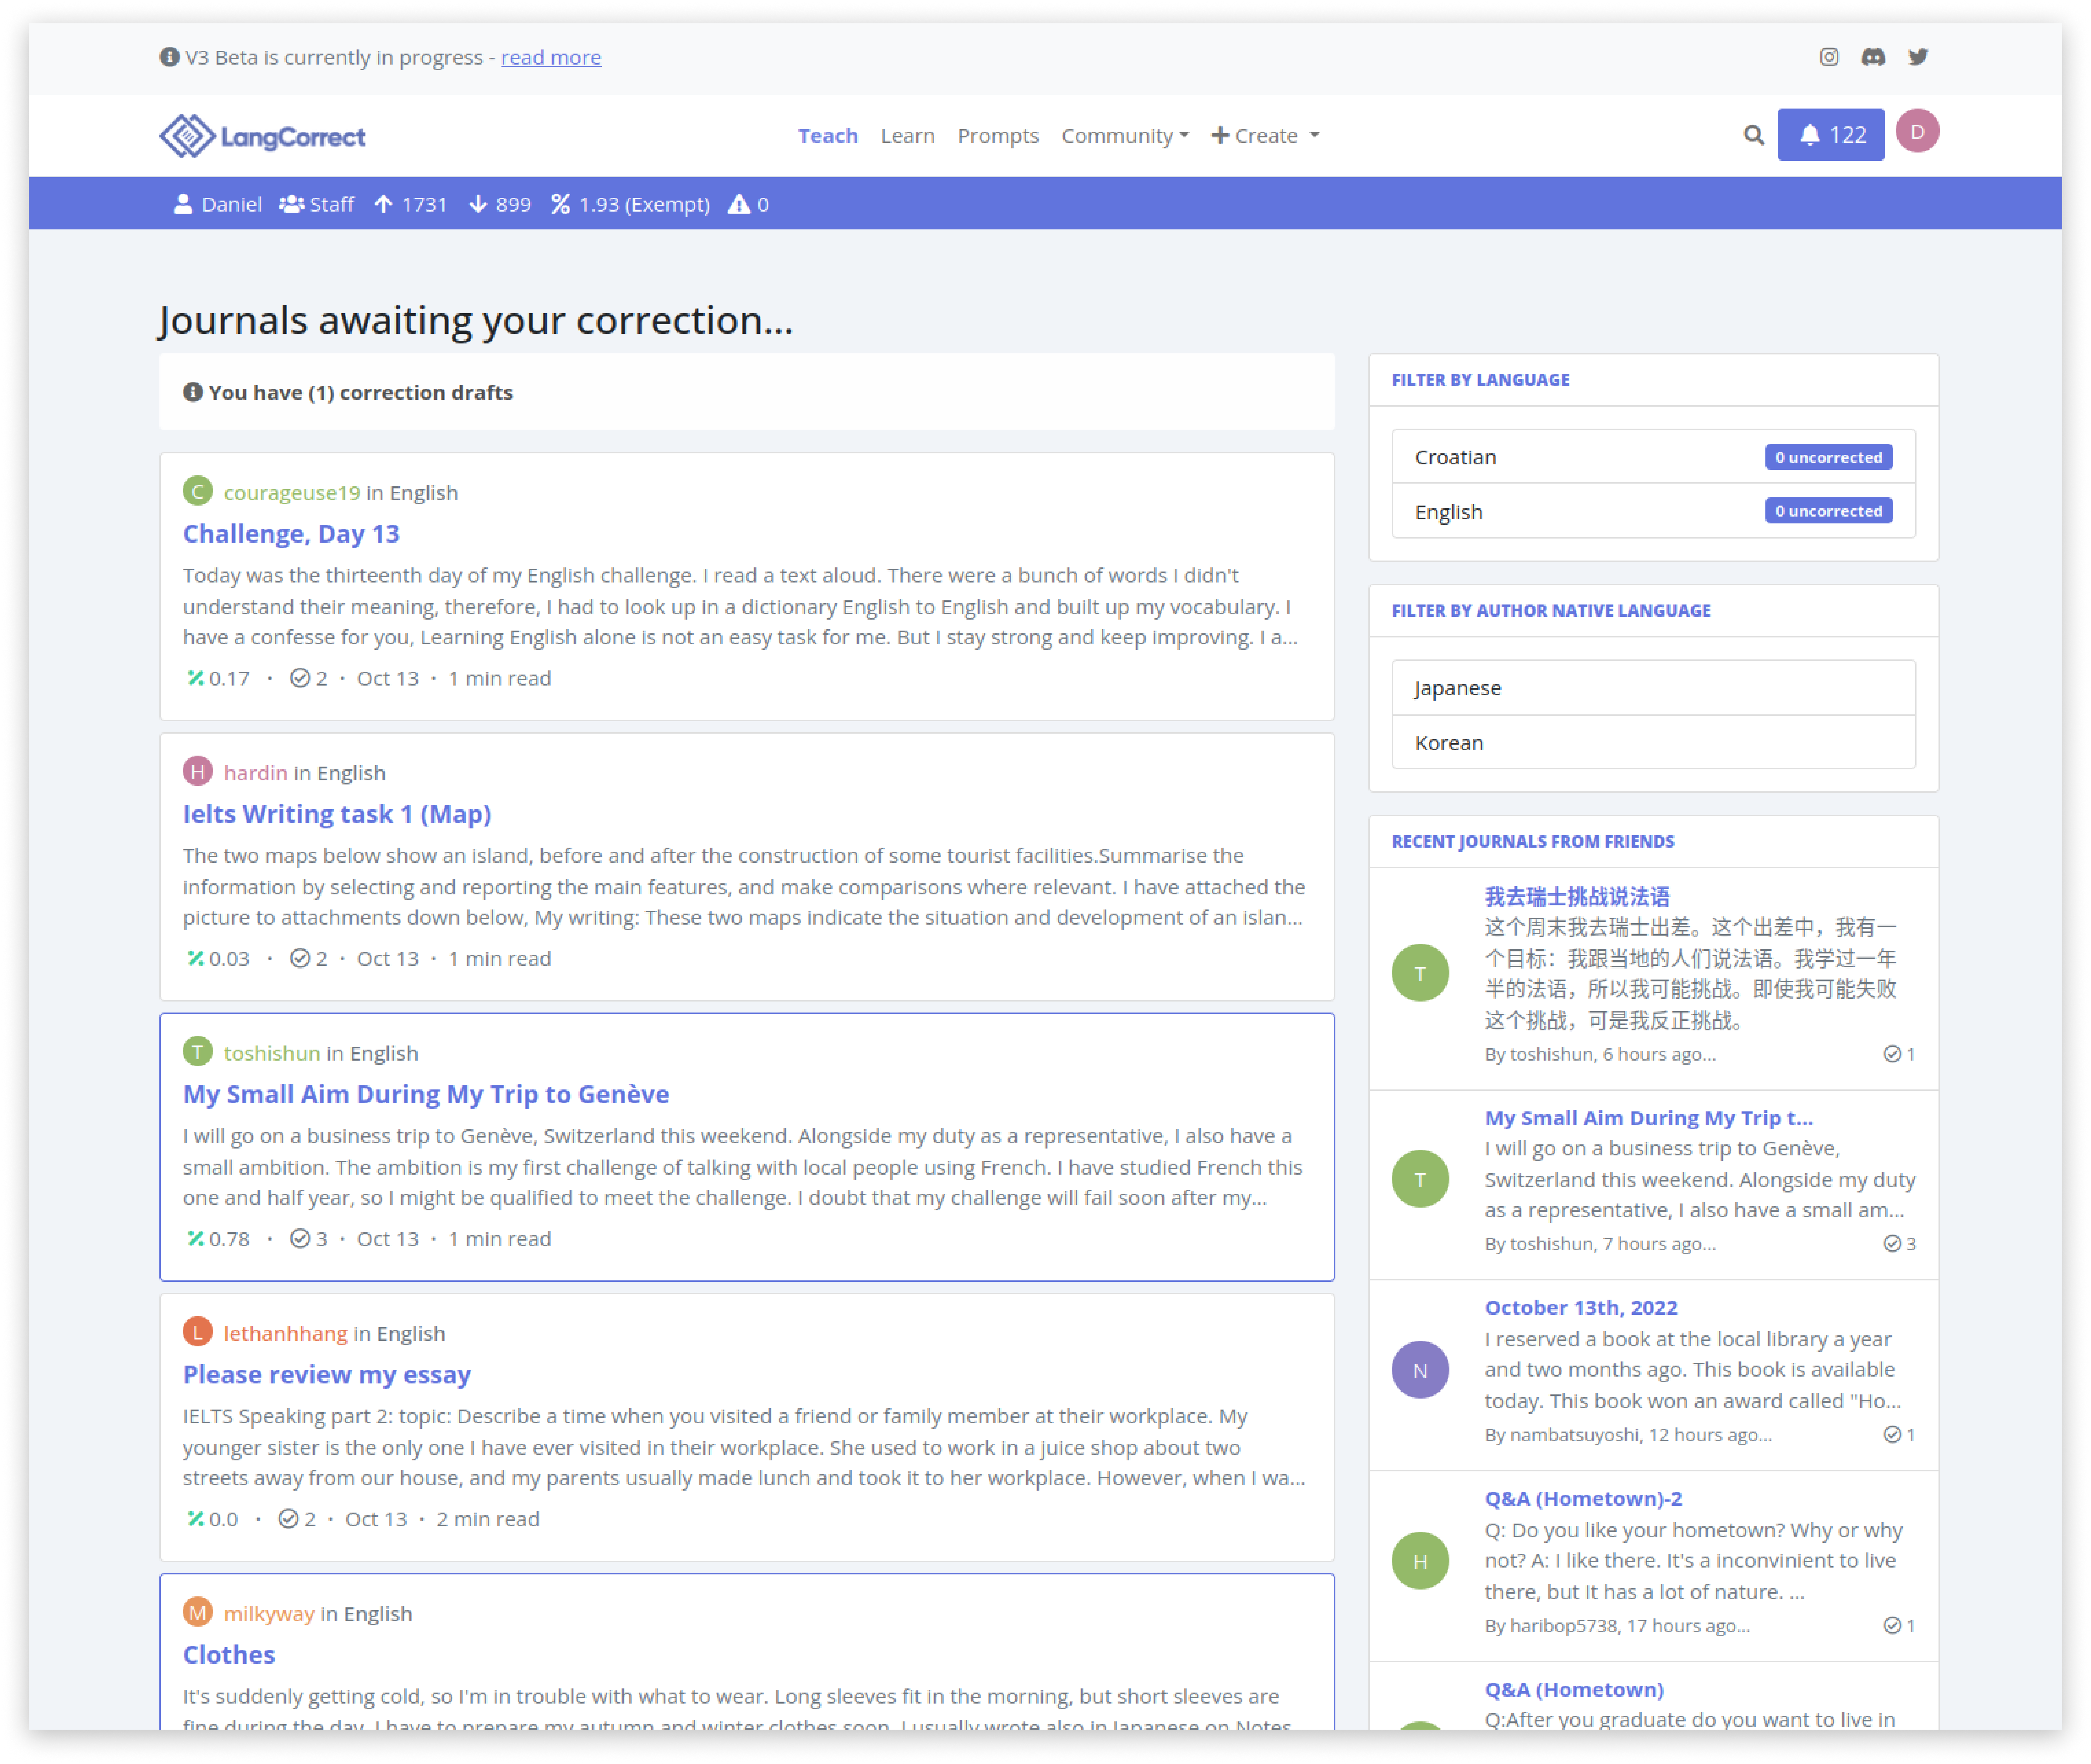 V3 Beta is currently in progress - read more
LangCorrect
Teach Learn Prompts Community Create
122
D
Daniel Staff 1731 899 1.93 (Exempt) 0
Journals awaiting your correction...
You have (1) correction drafts
C courageuse19 in English
Challenge, Day 13
Today was the thirteenth day of my English challenge. I read a text aloud. There were a bunch of words I didn't
understand their meaning, therefore, I had to look up in a dictionary English to English and built up my vocabulary. I
have a confesse for you, Learning English alone is not an easy task for me. But I stay strong and keep improving. I a...
0.17 · 2 · Oct 13 · 1 min read
H hardin in English
Ielts Writing task 1 (Map)
The two maps below show an island, before and after the construction of some tourist facilities.Summarise the
information by selecting and reporting the main features, and make comparisons where relevant. I have attached the
picture to attachments down below, My writing: These two maps indicate the situation and development of an islan...
0.03 · 2 · Oct 13 · 1 min read
T toshishun in English
My Small Aim During My Trip to Genève
I will go on a business trip to Genève, Switzerland this weekend. Alongside my duty as a representative, I also have a
small ambition. The ambition is my first challenge of talking with local people using French. I have studied French this
one and half year, so I might be qualified to meet the challenge. I doubt that my challenge will fail soon after my...
0.78 · 3 · Oct 13 · 1 min read
L lethanhhang in English
Please review my essay
IELTS Speaking part 2: topic: Describe a time when you visited a friend or family member at their workplace. My
younger sister is the only one I have ever visited in their workplace. She used to work in a juice shop about two
streets away from our house, and my parents usually made lunch and took it to her workplace. However, when I wa...
0.0 · 2 · Oct 13 · 2 min read
M milkyway in English
Clothes
It's suddenly getting cold, so I'm in trouble with what to wear. Long sleeves fit in the morning, but short sleeves are
fine during the day. I have to prepare my autumn and winter clothes soon. I usually wrote also in Japanese on Notes
FILTER BY LANGUAGE
Croatian 0 uncorrected
English 0 uncorrected
FILTER BY AUTHOR NATIVE LANGUAGE
Japanese
Korean
RECENT JOURNALS FROM FRIENDS
我去瑞士挑战说法语
这个周末我去瑞士出差。这个出差中，我有一
个目标：我跟当地的人们说法语。我学过一年
半的法语，所以我可能挑战。即使我可能失败
这个挑战，可是我反正挑战。
T
By toshishun, 6 hours ago... 1
My Small Aim During My Trip t...
I will go on a business trip to Genève,
Switzerland this weekend. Alongside my duty
as a representative, I also have a small am...
T
By toshishun, 7 hours ago... 3
October 13th, 2022
I reserved a book at the local library a year
and two months ago. This book is available
today. This book won an award called "Ho...
N
By nambatsuyoshi, 12 hours ago... 1
Q&A (Hometown)-2
Q: Do you like your hometown? Why or why
not? A: I like there. It's a inconvinient to live
there, but It has a lot of nature. ...
H
By haribop5738, 17 hours ago... 1
Q&A (Hometown)
Q:After you graduate do you want to live in